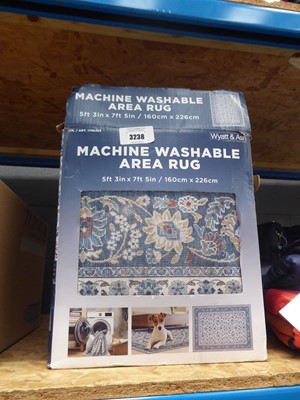 MACHINE WASHABLE
AREA RUG
5ft 3in x 7ft 5in / 160cm x 226cm
3238
Wyatt & As
MACHINE WASHABLE
AREA RUG
5ft 3in x 7ft 5in / 160cm x 226cm